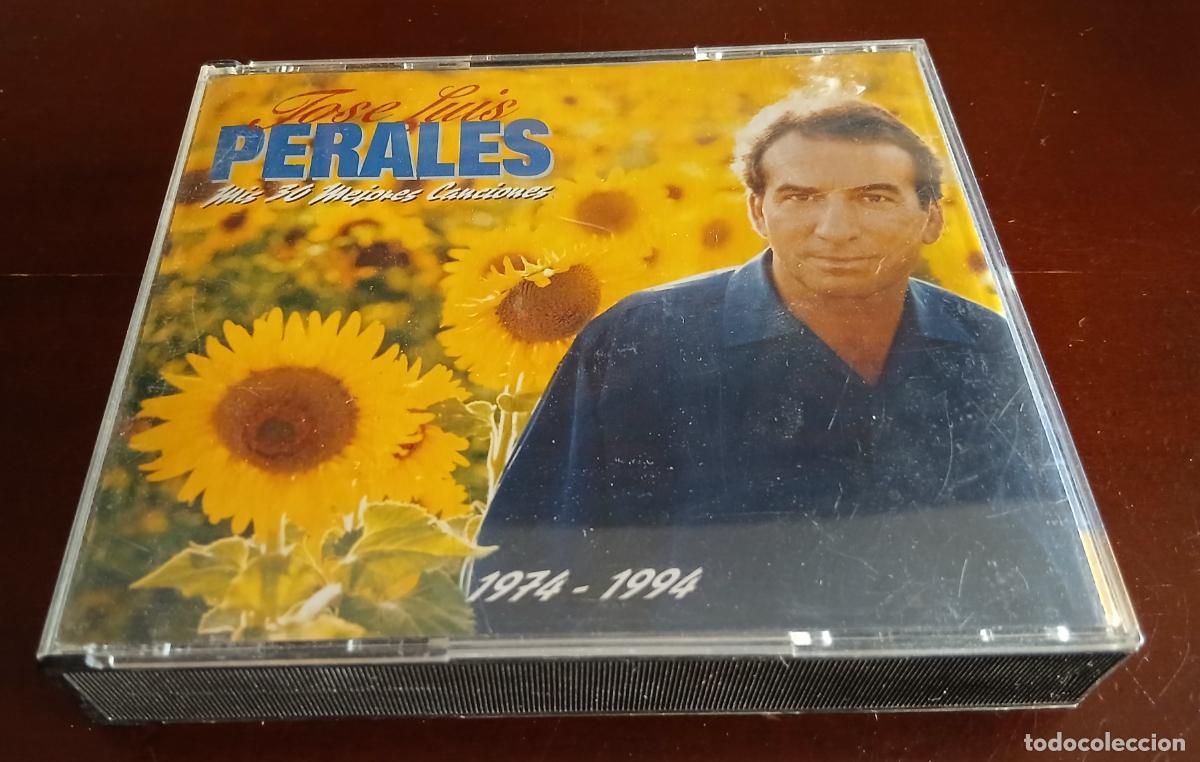 Jose Luis
PERALES
Mis 30 Mejores Canciones
1974 - 1994
todocoleccion